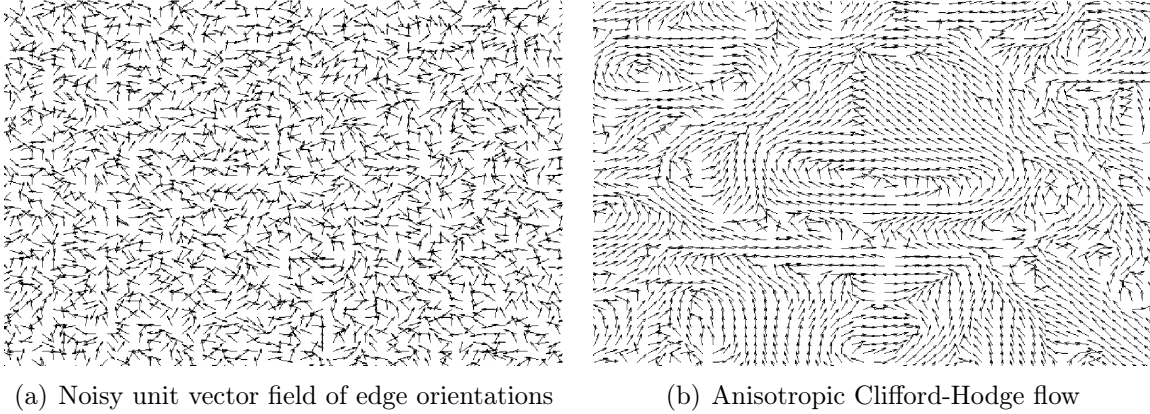 (a) Noisy unit vector field of edge orientations
(b) Anisotropic Clifford-Hodge flow